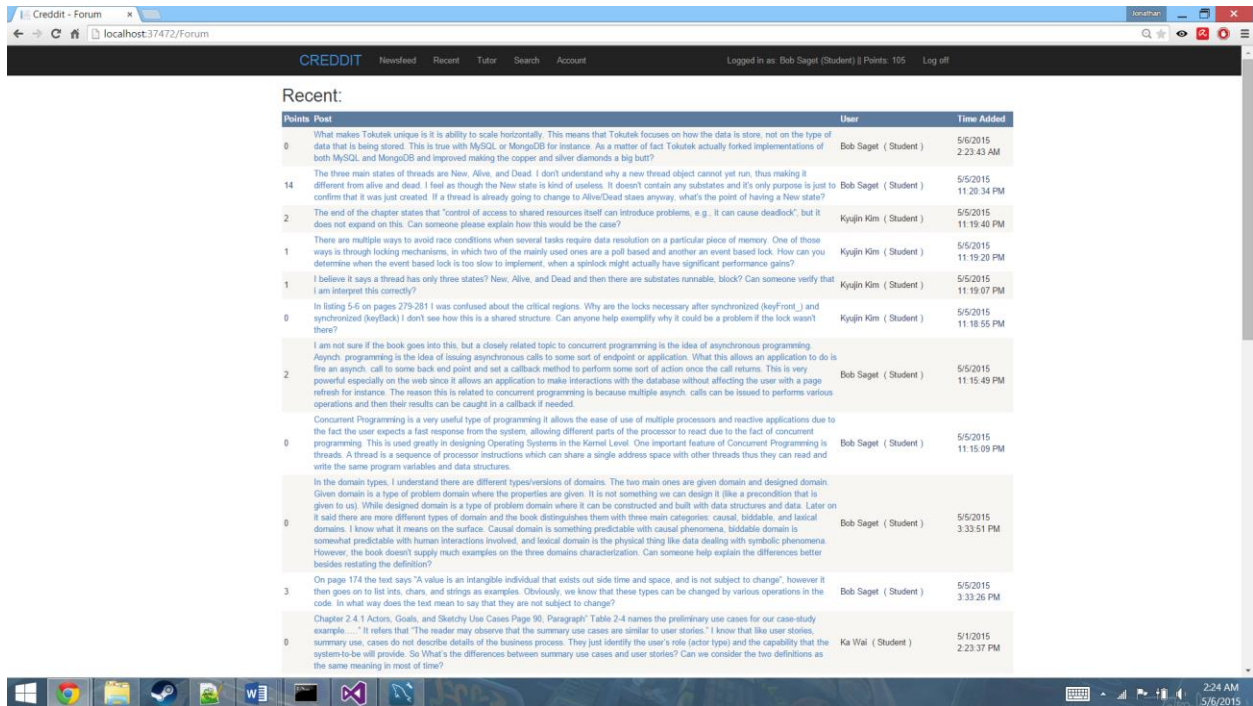 Creddit - Forum
Jonathan
localhost:37472/Forum
CREDDIT Newsfeed Recent Tutor Search Account Logged in as: Bob Saget (Student) || Points: 105 Log off
Recent:
Points Post User Time Added
What makes Tokutek unique is it is ability to scale horizontally. This means that Tokutek focuses on how the data is store, not on the type of
0 data that is being stored. This is true with MySQL or MongoDB for instance. As a matter of fact Tokutek actually forked implementations of Bob Saget ( Student ) 5/6/2015
both MySQL and MongoDB and improved making the copper and silver diamonds a big butt? 2:23:43 AM
The three main states of threads are New, Alive, and Dead. I don't understand why a new thread object cannot yet run, thus making it
14 different from alive and dead. I feel as though the New state is kind of useless. It doesn't contain any substates and it's only purpose is just to Bob Saget ( Student ) 5/5/2015
confirm that it was just created. If a thread is already going to change to Alive/Dead staes anyway, what's the point of having a New state? 11:20:34 PM
2 The end of the chapter states that "control of access to shared resources itself can introduce problems, e.g., it can cause deadlock", but it Kyujin Kim ( Student ) 5/5/2015
does not expand on this. Can someone please explain how this would be the case? 11:19:40 PM
There are multiple ways to avoid race conditions when several tasks require data resolution on a particular piece of memory. One of those
1 ways is through locking mechanisms, in which two of the mainly used ones are a poll based and another an event based lock. How can you Kyujin Kim ( Student ) 5/5/2015
determine when the event based lock is too slow to implement, when a spinlock might actually have significant performance gains? 11:19:20 PM
1 I believe it says a thread has only three states? New, Alive, and Dead and then there are substates runnable, block? Can someone verify that Kyujin Kim ( Student ) 5/5/2015
i am interpret this correctly? 11:19:07 PM
In listing 5-6 on pages 279-281 I was confused about the critical regions. Why are the locks necessary after synchronized (keyFront_) and
0 synchronized (keyBack) I don't see how this is a shared structure. Can anyone help exemplify why it could be a problem if the lock wasn't Kyujin Kim ( Student ) 5/5/2015
there? 11:18:55 PM
I am not sure if the book goes into this, but a closely related topic to concurrent programming is the idea of asynchronous programming.
Asynch. programming is the idea of issuing asynchronous calls to some sort of endpoint or application. What this allows an application to do is
2 fire an asynch. call to some back end point and set a callback method to perform some sort of action once the call returns. This is very Bob Saget ( Student ) 5/5/2015
powerful especially on the web since it allows an application to make interactions with the database without affecting the user with a page 11:15:49 PM
refresh for instance. The reason this is related to concurrent programming is because multiple asynch. calls can be issued to performs various
operations and then their results can be caught in a callback if needed.
Concurrent Programming is a very useful type of programming it allows the ease of use of multiple processors and reactive applications due to
the fact the user expects a fast response from the system, allowing different parts of the processor to react due to the fact of concurrent
0 programming. This is used greatly in designing Operating Systems in the Kernel Level. One important feature of Concurrent Programming is Bob Saget ( Student ) 5/5/2015
threads. A thread is a sequence of processor instructions which can share a single address space with other threads thus they can read and 11:15:09 PM
write the same program variables and data structures.
In the domain types, I understand there are different types/versions of domains. The two main ones are given domain and designed domain.
Given domain is a type of problem domain where the properties are given. It is not something we can design it (like a precondition that is
given to us). While designed domain is a type of problem domain where it can be constructed and built with data structures and data. Later on
0 it said there are more different types of domain and the book distinguishes them with three main categories: causal, biddable, and laxical Bob Saget ( Student ) 5/5/2015
domains. I know what it means on the surface. Causal domain is something predictable with causal phenomena, biddable domain is 3:33:51 PM
somewhat predictable with human interactions involved, and lexical domain is the physical thing like data dealing with symbolic phenomena.
However, the book doesn't supply much examples on the three domains characterization. Can someone help explain the differences better
besides restating the definition?
On page 174 the text says "A value is an intangible individual that exists out side time and space, and is not subject to change", however it
3 then goes on to list ints, chars, and strings as examples. Obviously, we know that these types can be changed by various operations in the Bob Saget ( Student ) 5/5/2015
code. In what way does the text mean to say that they are not subject to change? 3:33:26 PM
Chapter 2.4.1 Actors, Goals, and Sketchy Use Cases Page 90, Paragraph" Table 2-4 names the preliminary use cases for our case-study
example....." It refers that "The reader may observe that the summary use cases are similar to user stories." I know that like user stories,
0 summary use, cases do not describe details of the business process. They just identify the user's role (actor type) and the capability that the Ka Wai ( Student ) 5/1/2015
system-to-be will provide. So What's the differences between summary use cases and user stories? Can we consider the two definitions as 2:23:37 PM
the same meaning in most of time?
2:24 AM
5/6/2015